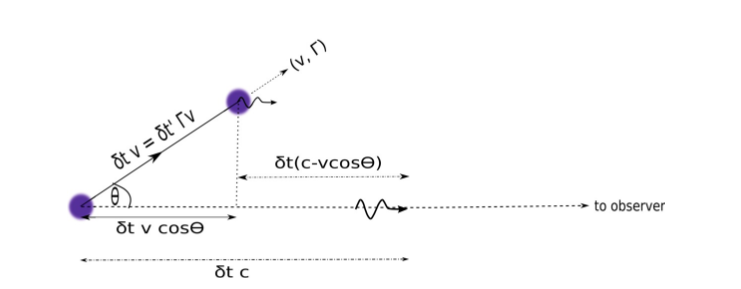 (v, Γ)
δt v = δt' Γv
δt(c-vcosΘ)
θ
to observer
δt v cosΘ
δt c